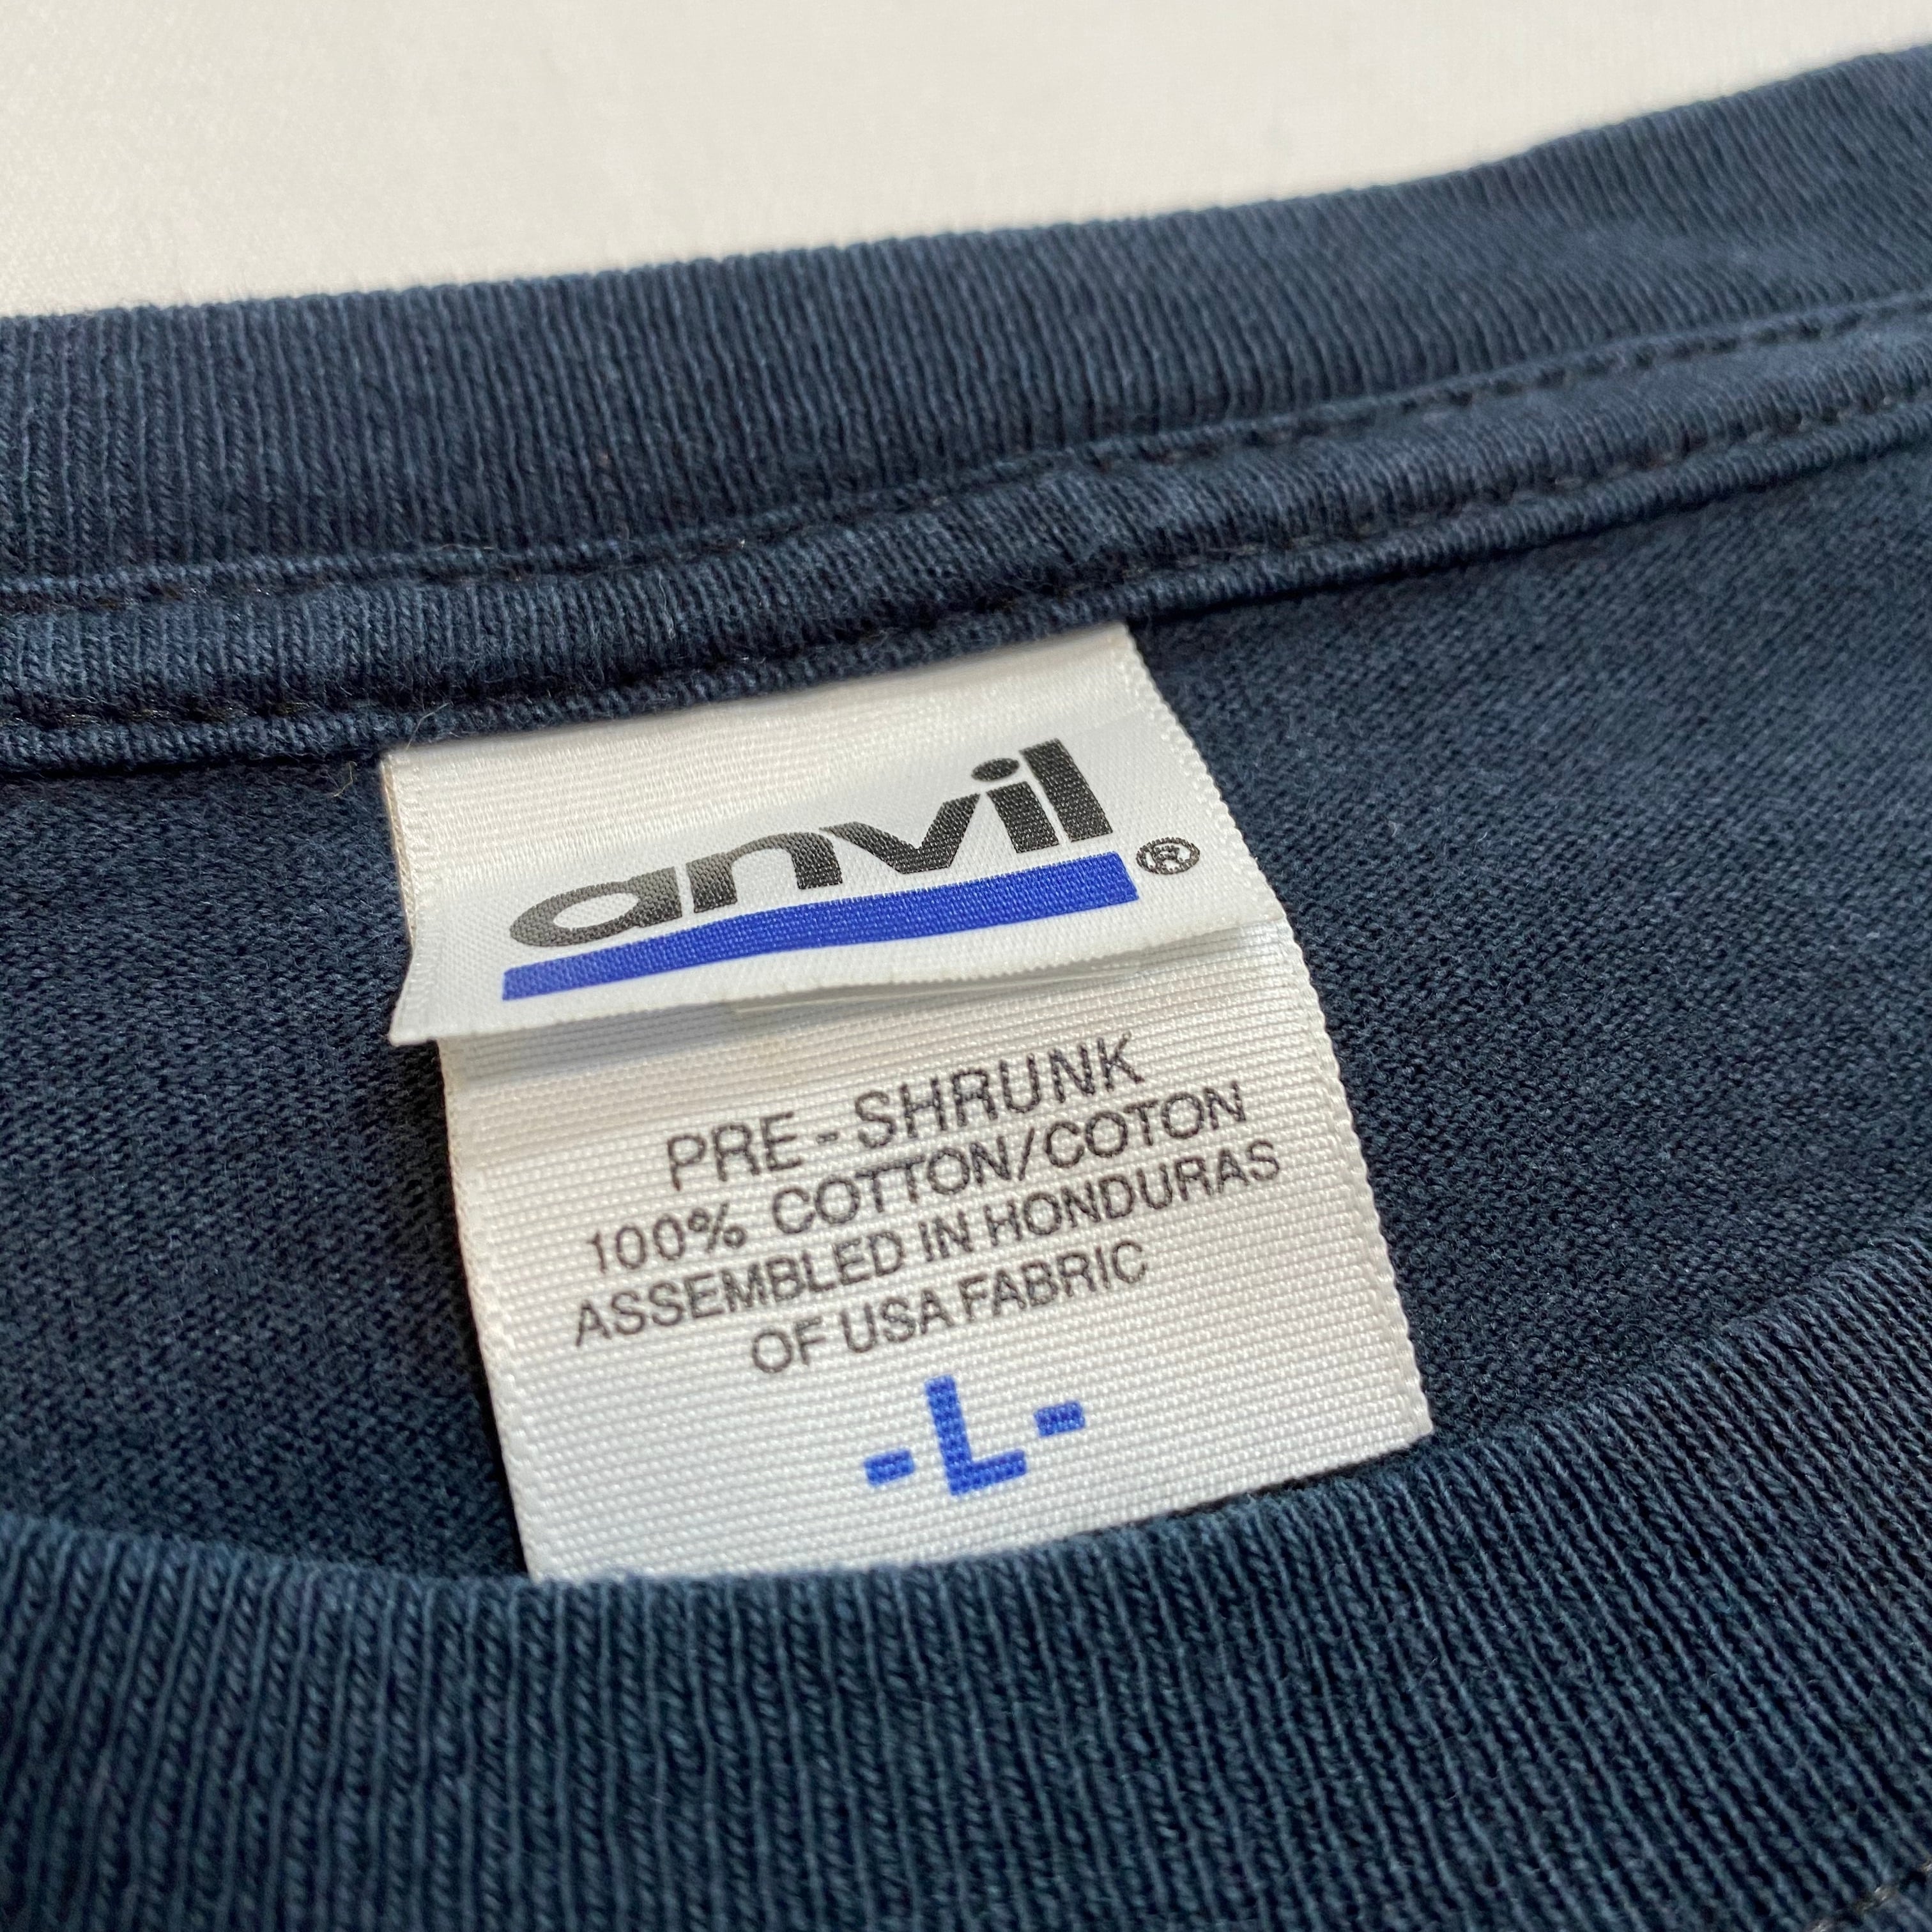 anvil®
PRE-SHRUNK
100% COTTON/COTON
ASSEMBLED IN HONDURAS
OF USA FABRIC
-L-